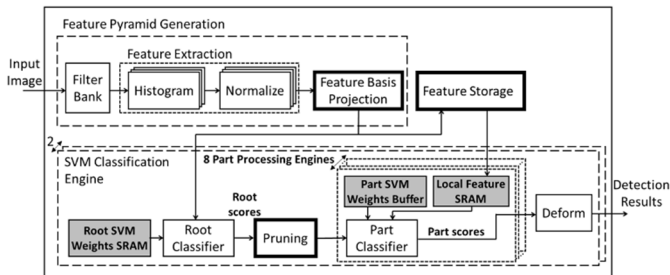 Feature Pyramid Generation
Feature Extraction
Input
Image
Filter
Bank
Histogram
Normalize
Feature Basis
Projection
Feature Storage
2
SVM Classification
Engine
8 Part Processing Engines
Part SVM
Weights Buffer
Local Feature
SRAM
Detection
Results
Root
scores
Root SVM
Weights SRAM
Root
Classifier
Pruning
Part
Classifier
Part scores
Deform